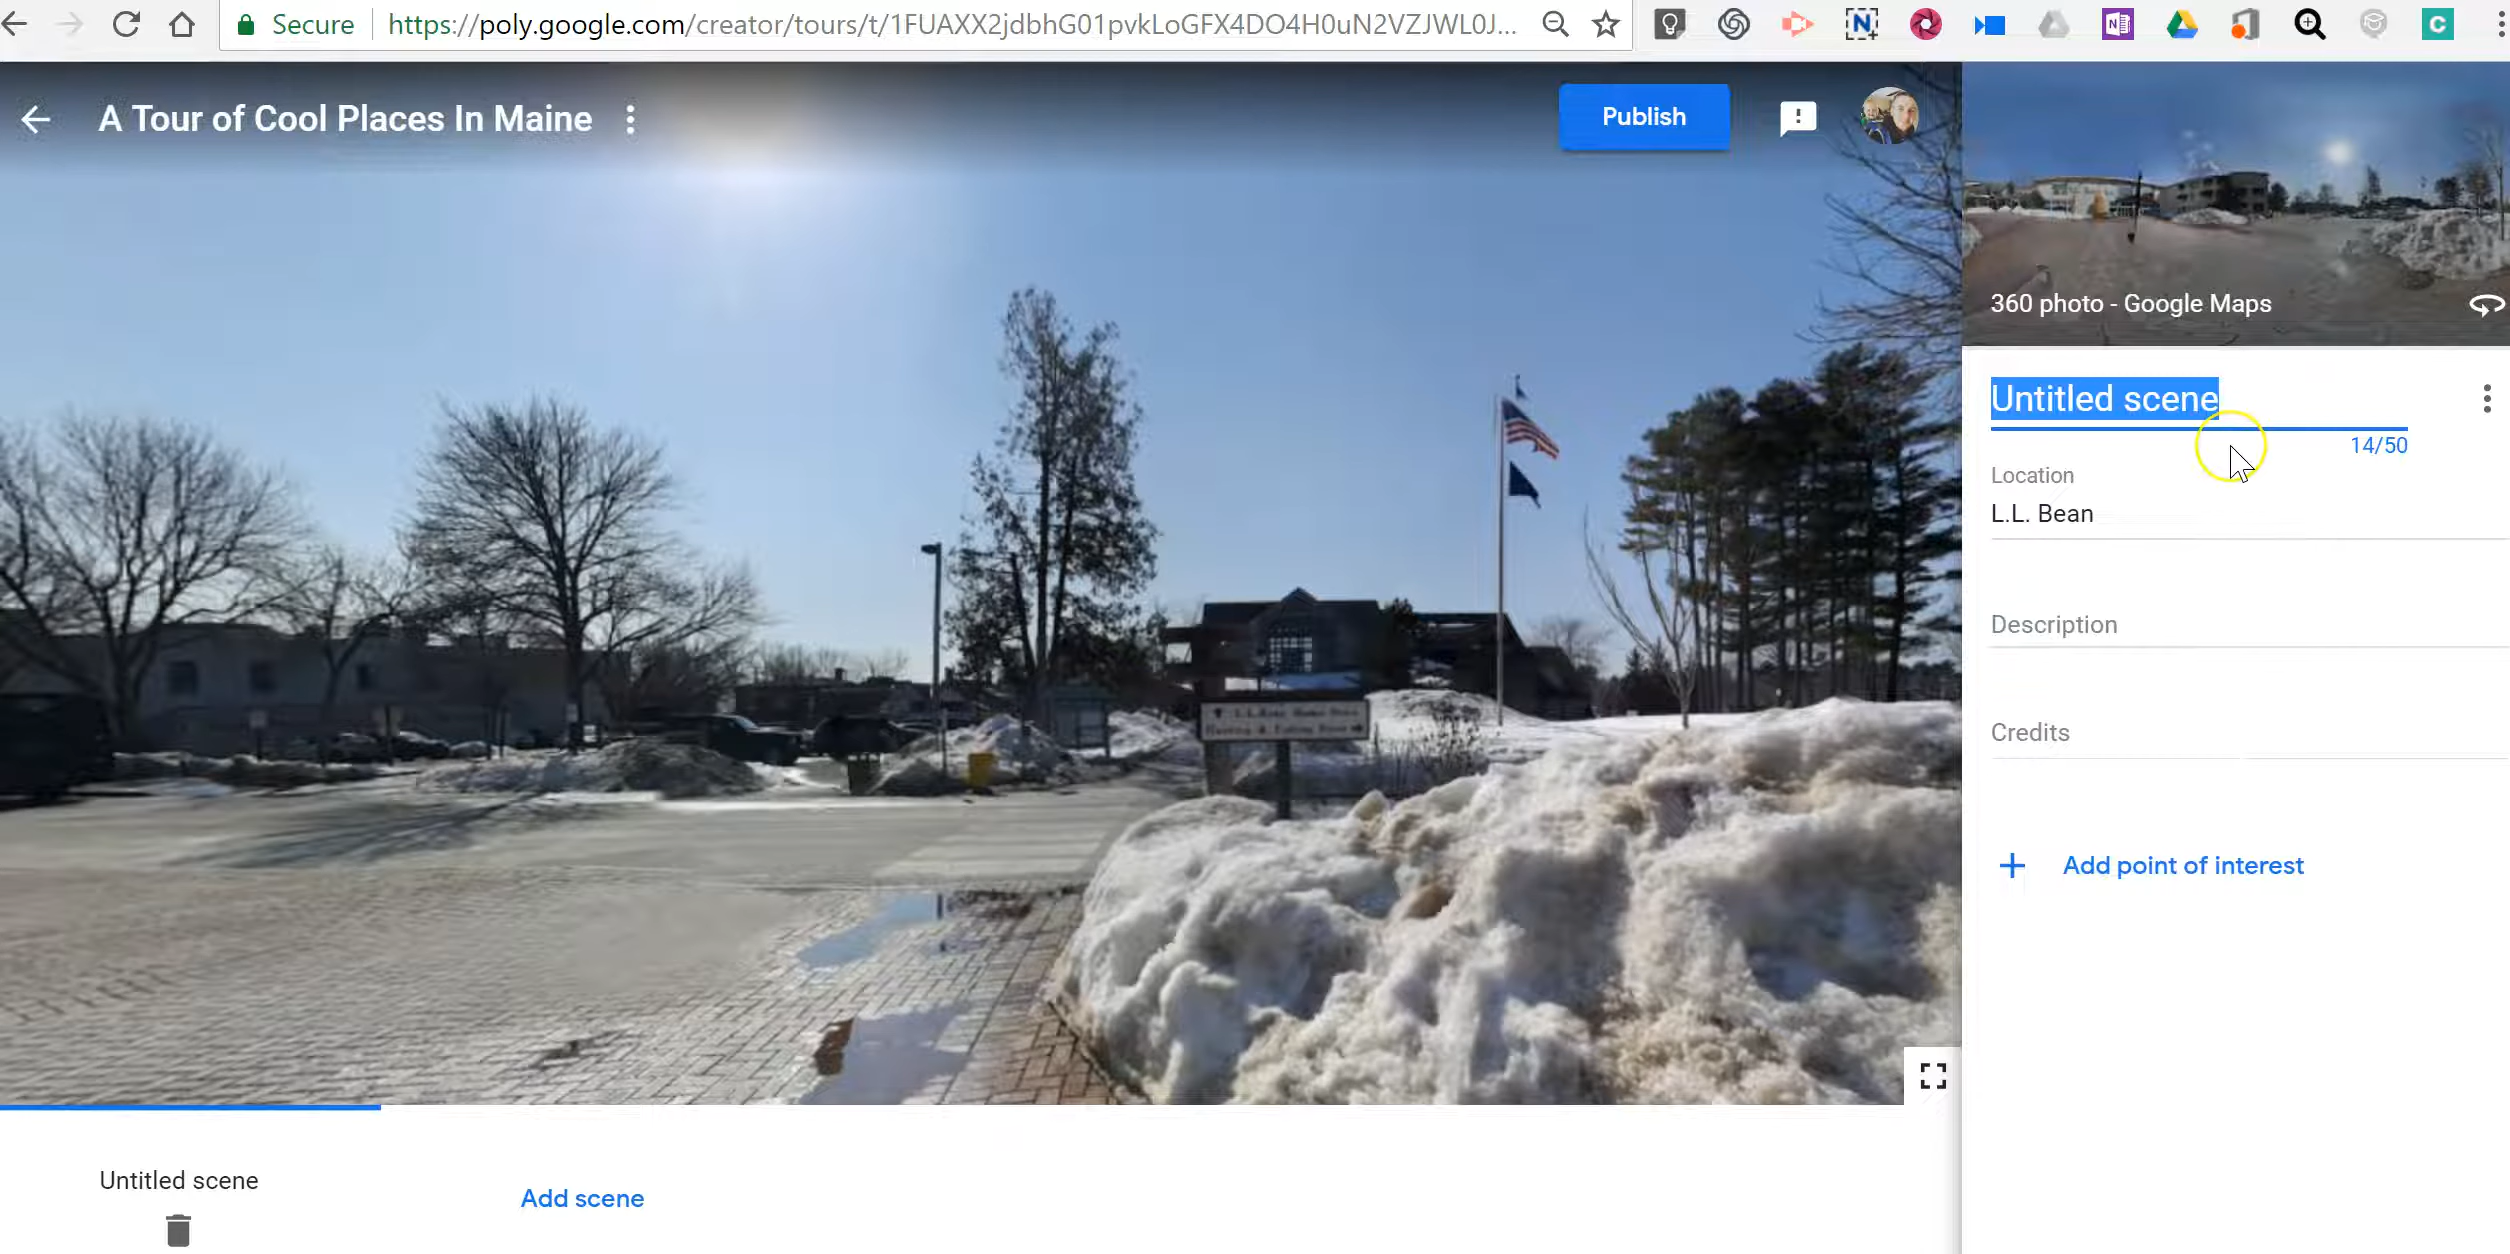 Secure https://poly.google.com/creator/tours/t/1FUAXX2jdbhG01pvkLoGFX4DO4H0uN2VZJWL0J...
N
N
C
A Tour of Cool Places In Maine
Publish
360 photo - Google Maps
Untitled scene
14/50
Location
L.L. Bean
Description
Credits
Add point of interest
Untitled scene
Add scene